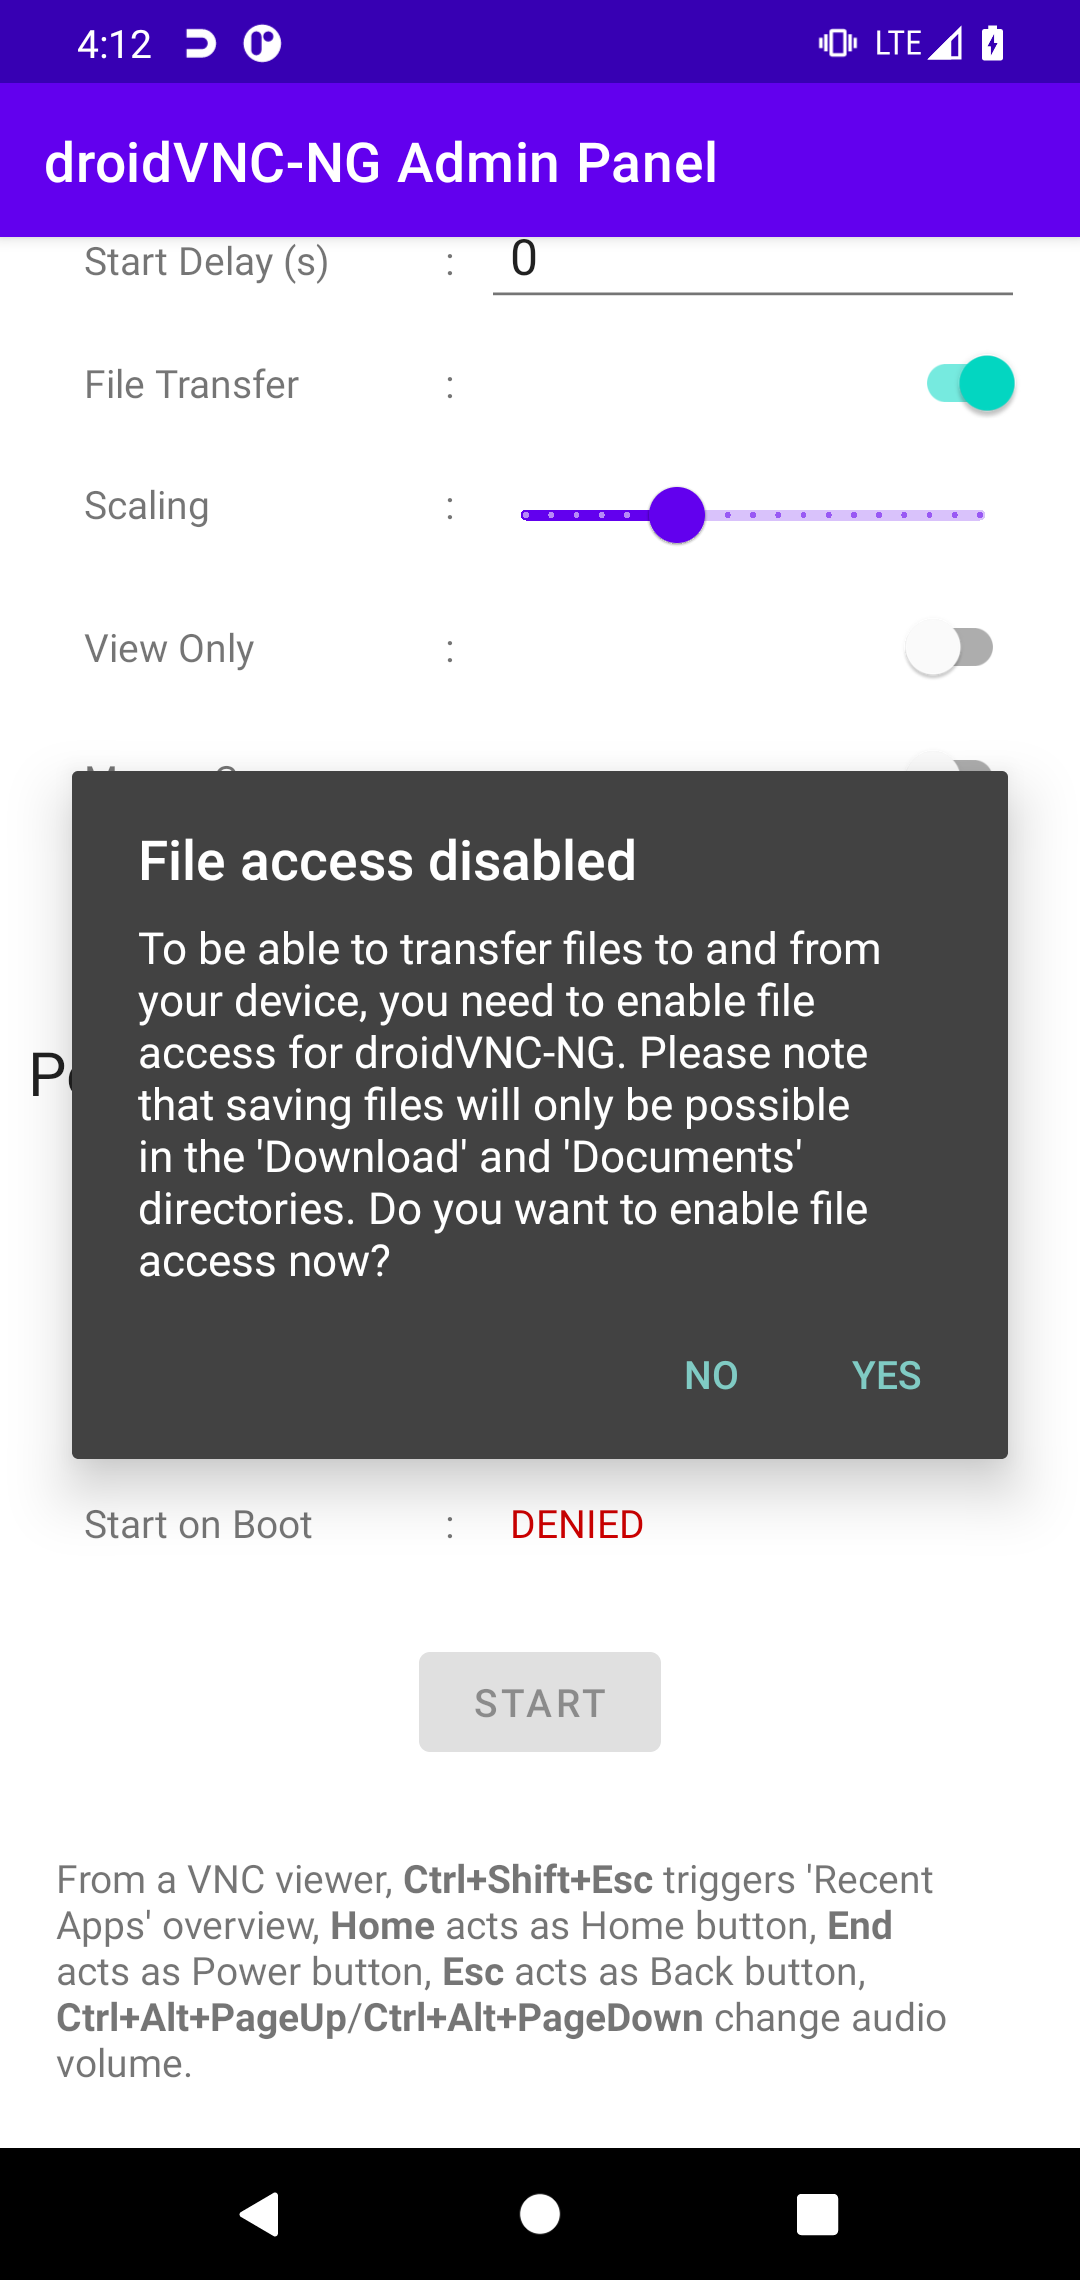 4:12
LTE
droidVNC-NG Admin Panel
Start Delay (s) : 0
File Transfer :
Scaling :
View Only :
File access disabled
To be able to transfer files to and from
your device, you need to enable file
access for droidVNC-NG. Please note
that saving files will only be possible
in the 'Download' and 'Documents'
directories. Do you want to enable file
access now?
NO YES
Start on Boot : DENIED
START
From a VNC viewer, Ctrl+Shift+Esc triggers 'Recent
Apps' overview, Home acts as Home button, End
acts as Power button, Esc acts as Back button,
Ctrl+Alt+PageUp/Ctrl+Alt+PageDown change audio
volume.